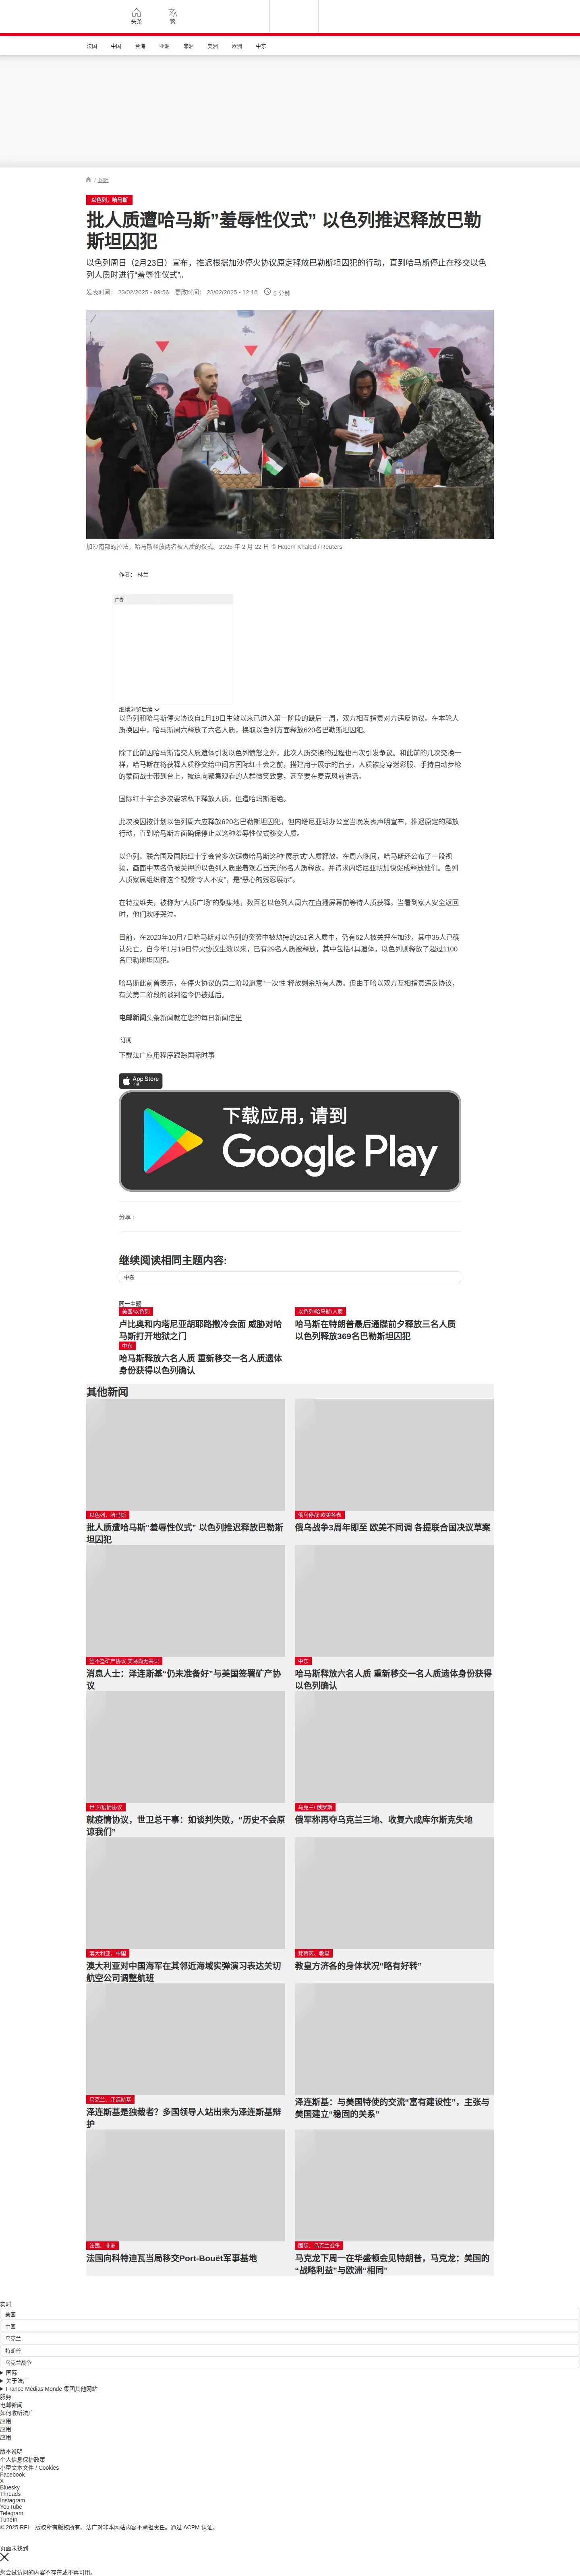 头条
繁
法国
中国
台海
亚洲
非洲
美洲
欧洲
中东
/ 国际
以色列，哈马斯
批人质遭哈马斯”羞辱性仪式” 以色列推迟释放巴勒
斯坦囚犯
以色列周日（2月23日）宣布，推迟根据加沙停火协议原定释放巴勒斯坦囚犯的行动，直到哈马斯停止在移交以色
列人质时进行“羞辱性仪式”。
发表时间： 23/02/2025 - 09:56 更改时间： 23/02/2025 - 12:16 5 分钟
加沙南部的拉法，哈马斯释放两名被人质的仪式。2025 年 2 月 22 日 © Hatem Khaled / Reuters
作者： 林兰
广告
继续浏览后续
以色列和哈马斯停火协议自1月19日生效以来已进入第一阶段的最后一周，双方相互指责对方违反协议。在本轮人
质换囚中，哈马斯周六释放了六名人质，换取以色列方面释放620名巴勒斯坦囚犯。
除了此前因哈马斯错交人质遗体引发以色列愤怒之外，此次人质交换的过程也再次引发争议。和此前的几次交换一
样，哈马斯在将获释人质移交给中间方国际红十字会之前，搭建用于展示的台子，人质被身穿迷彩服、手持自动步枪
的蒙面战士带到台上，被迫向聚集观看的人群微笑致意，甚至要在麦克风前讲话。
国际红十字会多次要求私下释放人质，但遭哈玛斯拒绝。
此次换囚按计划以色列周六应释放620名巴勒斯坦囚犯，但内塔尼亚胡办公室当晚发表声明宣布，推迟原定的释放
行动，直到哈马斯方面确保停止以这种羞辱性仪式移交人质。
以色列、联合国及国际红十字会曾多次谴责哈马斯这种“展示式”人质释放。在周六晚间，哈马斯还公布了一段视
频，画面中两名仍被关押的以色列人质坐着观看当天的6名人质释放，并请求内塔尼亚胡加快促成释放他们。色列
人质家属组织称这个视频“令人不安”，是“恶心的残忍展示”。
在特拉维夫，被称为“人质广场”的聚集地，数百名以色列人周六在直播屏幕前等待人质获释。当看到家人安全返回
时，他们欢呼哭泣。
目前，在2023年10月7日哈马斯对以色列的突袭中被劫持的251名人质中，仍有62人被关押在加沙，其中35人已确
认死亡。自今年1月19日停火协议生效以来，已有29名人质被释放，其中包括4具遗体，以色列则释放了超过1100
名巴勒斯坦囚犯。
哈马斯此前曾表示，在停火协议的第二阶段愿意“一次性”释放剩余所有人质。但由于哈以双方互相指责违反协议，
有关第二阶段的谈判迄今仍被延后。
电邮新闻头条新闻就在您的每日新闻信里
订阅
下载法广应用程序跟踪国际时事
App Store
下载
下载应用，请到
Google Play
分享 :
继续阅读相同主题内容:
中东
同一主题
美国/以色列
卢比奥和内塔尼亚胡耶路撒冷会面 威胁对哈
马斯打开地狱之门
以色列/哈马斯/人质
哈马斯在特朗普最后通牒前夕释放三名人质
以色列释放369名巴勒斯坦囚犯
中东
哈马斯释放六名人质 重新移交一名人质遗体
身份获得以色列确认
其他新闻
以色列，哈马斯
批人质遭哈马斯”羞辱性仪式” 以色列推迟释放巴勒斯
坦囚犯
俄乌停战 欧美各表
俄乌战争3周年即至 欧美不同调 各提联合国决议草案
签不签矿产协议 美乌尚无共识
消息人士：泽连斯基“仍未准备好”与美国签署矿产协
议
中东
哈马斯释放六名人质 重新移交一名人质遗体身份获得
以色列确认
世卫/疫情协议
就疫情协议，世卫总干事：如谈判失败，“历史不会原
谅我们”
乌克兰/ 俄罗斯
俄军称再夺乌克兰三地、收复六成库尔斯克失地
澳大利亚、中国
澳大利亚对中国海军在其邻近海域实弹演习表达关切
航空公司调整航班
梵蒂冈、教皇
教皇方济各的身体状况“略有好转”
乌克兰、泽连斯基
泽连斯基是独裁者？多国领导人站出来为泽连斯基辩
护
泽连斯基：与美国特使的交流“富有建设性”，主张与
美国建立“稳固的关系”
法国、非洲
法国向科特迪瓦当局移交Port-Bouët军事基地
国际、乌克兰战争
马克龙下周一在华盛顿会见特朗普，马克龙：美国的
“战略利益”与欧洲“相同”
实时
美国
中国
乌克兰
特朗普
乌克兰战争
国际
关于法广
France Médias Monde 集团其他网站
服务
电邮新闻
如何收听法广
应用
应用
应用
版本说明
个人信息保护政策
小型文本文件 / Cookies
Facebook
X
Bluesky
Threads
Instagram
YouTube
Telegram
TuneIn
© 2025 RFI – 版权所有版权所有。法广对非本网站内容不承担责任。通过 ACPM 认证。
页面未找到
您尝试访问的内容不存在或不再可用。